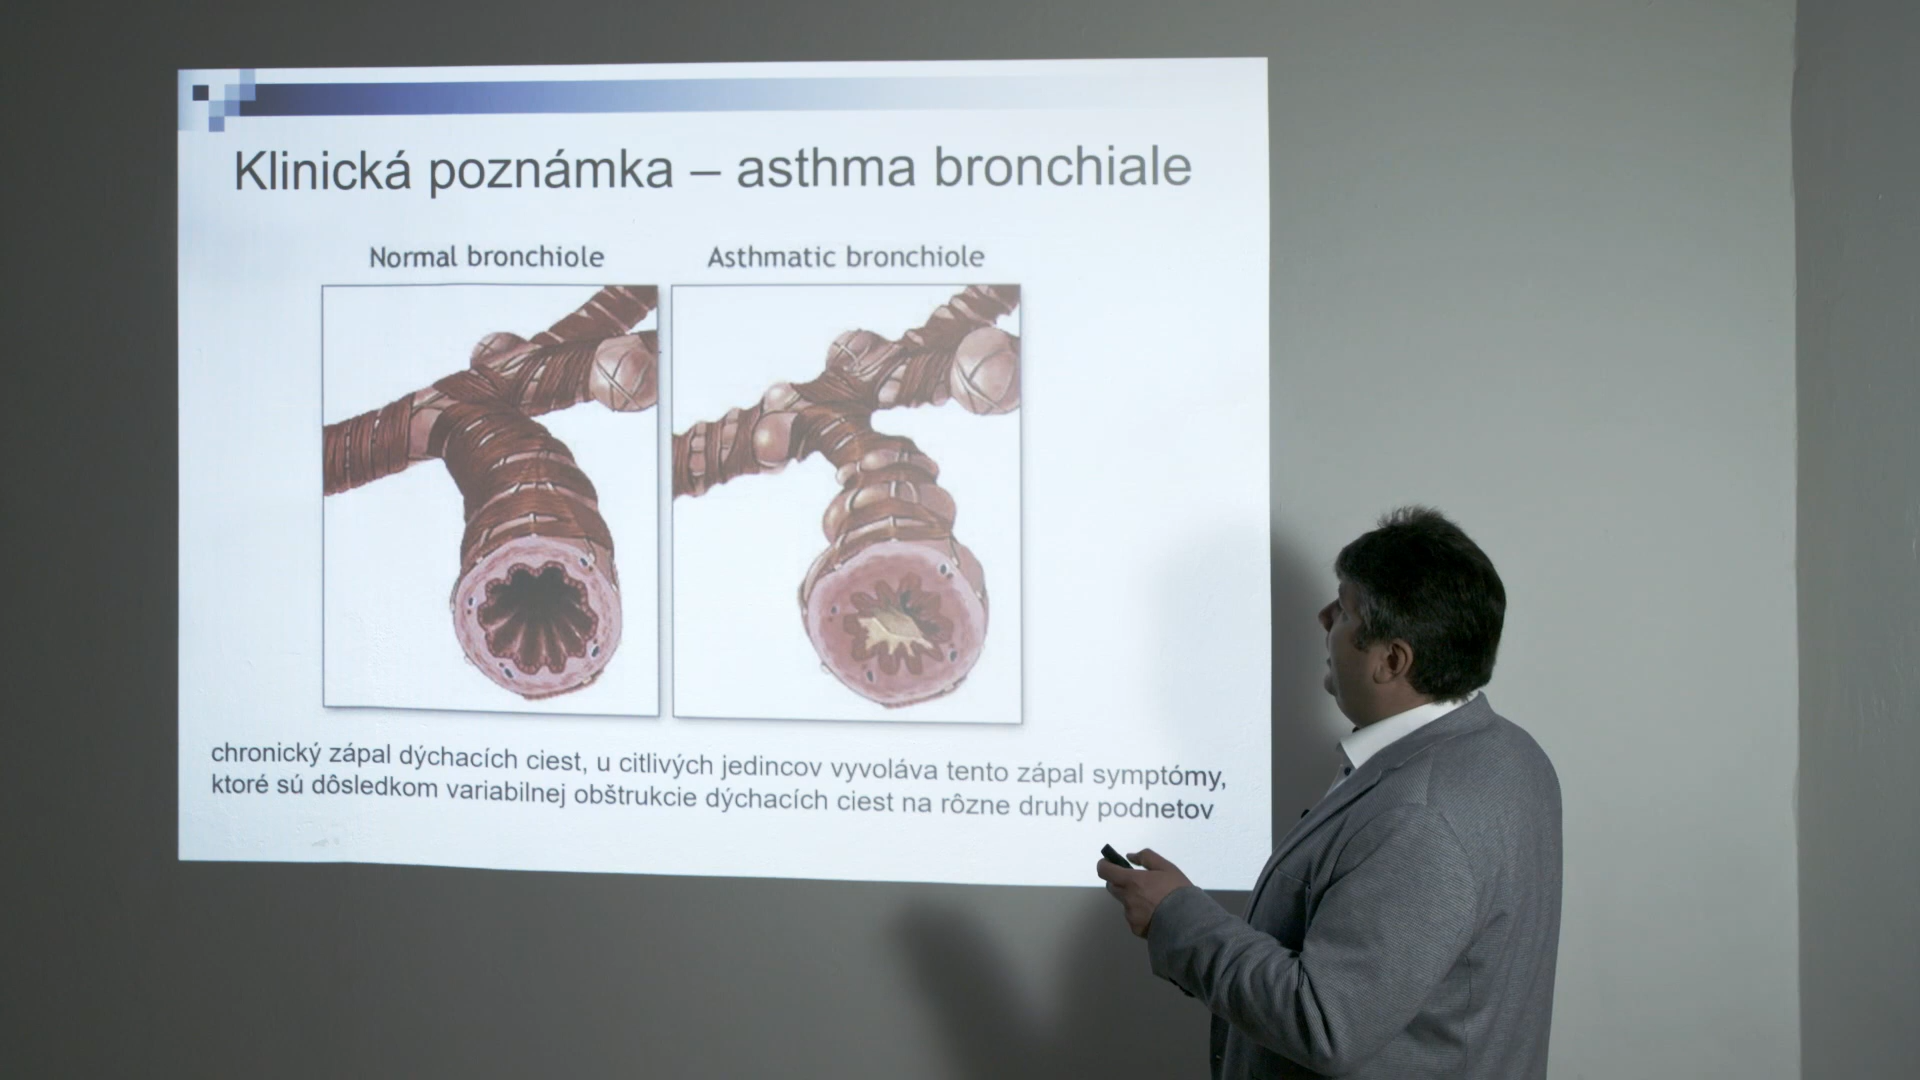 Klinická poznámka – asthma bronchiale
Normal bronchiole
Asthmatic bronchiole
chronický zápal dýchacích ciest, u citlivých jedincov vyvoláva tento zápal symptómy,
ktoré sú dôsledkom variabilnej obštrukcie dýchacích ciest na rôzne druhy podnetov